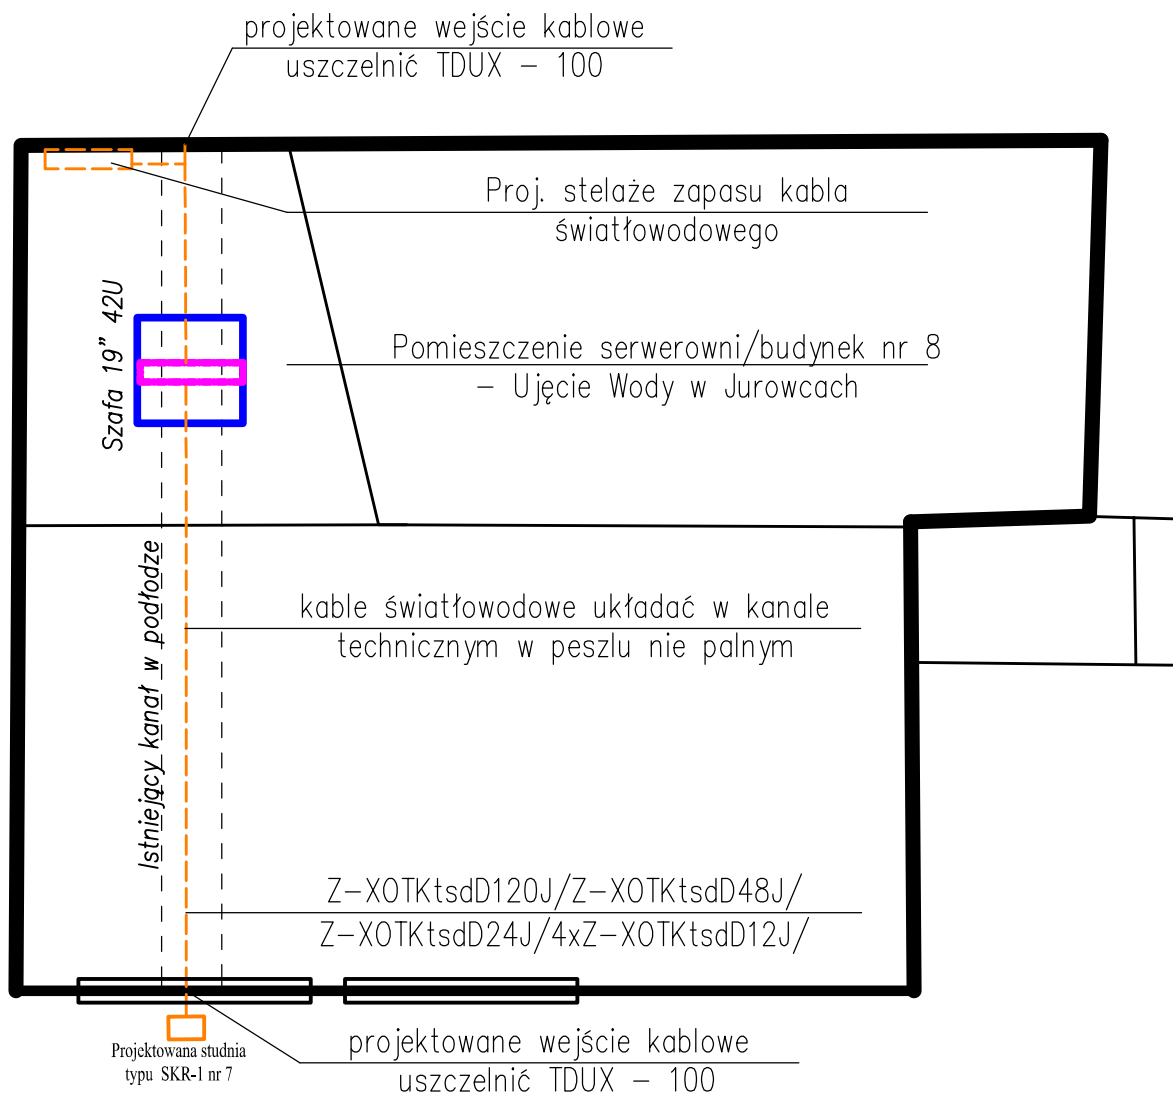 projektowane wejście kablowe
uszczelnić TDUX – 100
Proj. stelaże zapasu kabla
światłowodowego
Szafa 19" 42U
Pomieszczenie serwerowni/budynek nr 8
– Ujęcie Wody w Jurowcach
Istniejący kanał w podłodze
kable światłowodowe układać w kanale
technicznym w peszlu nie palnym
Z–XOTKtsdD120J/Z–XOTKtsdD48J/
Z–XOTKtsdD24J/4xZ–XOTKtsdD12J/
Projektowana studnia
typu SKR-1 nr 7
projektowane wejście kablowe
uszczelnić TDUX – 100